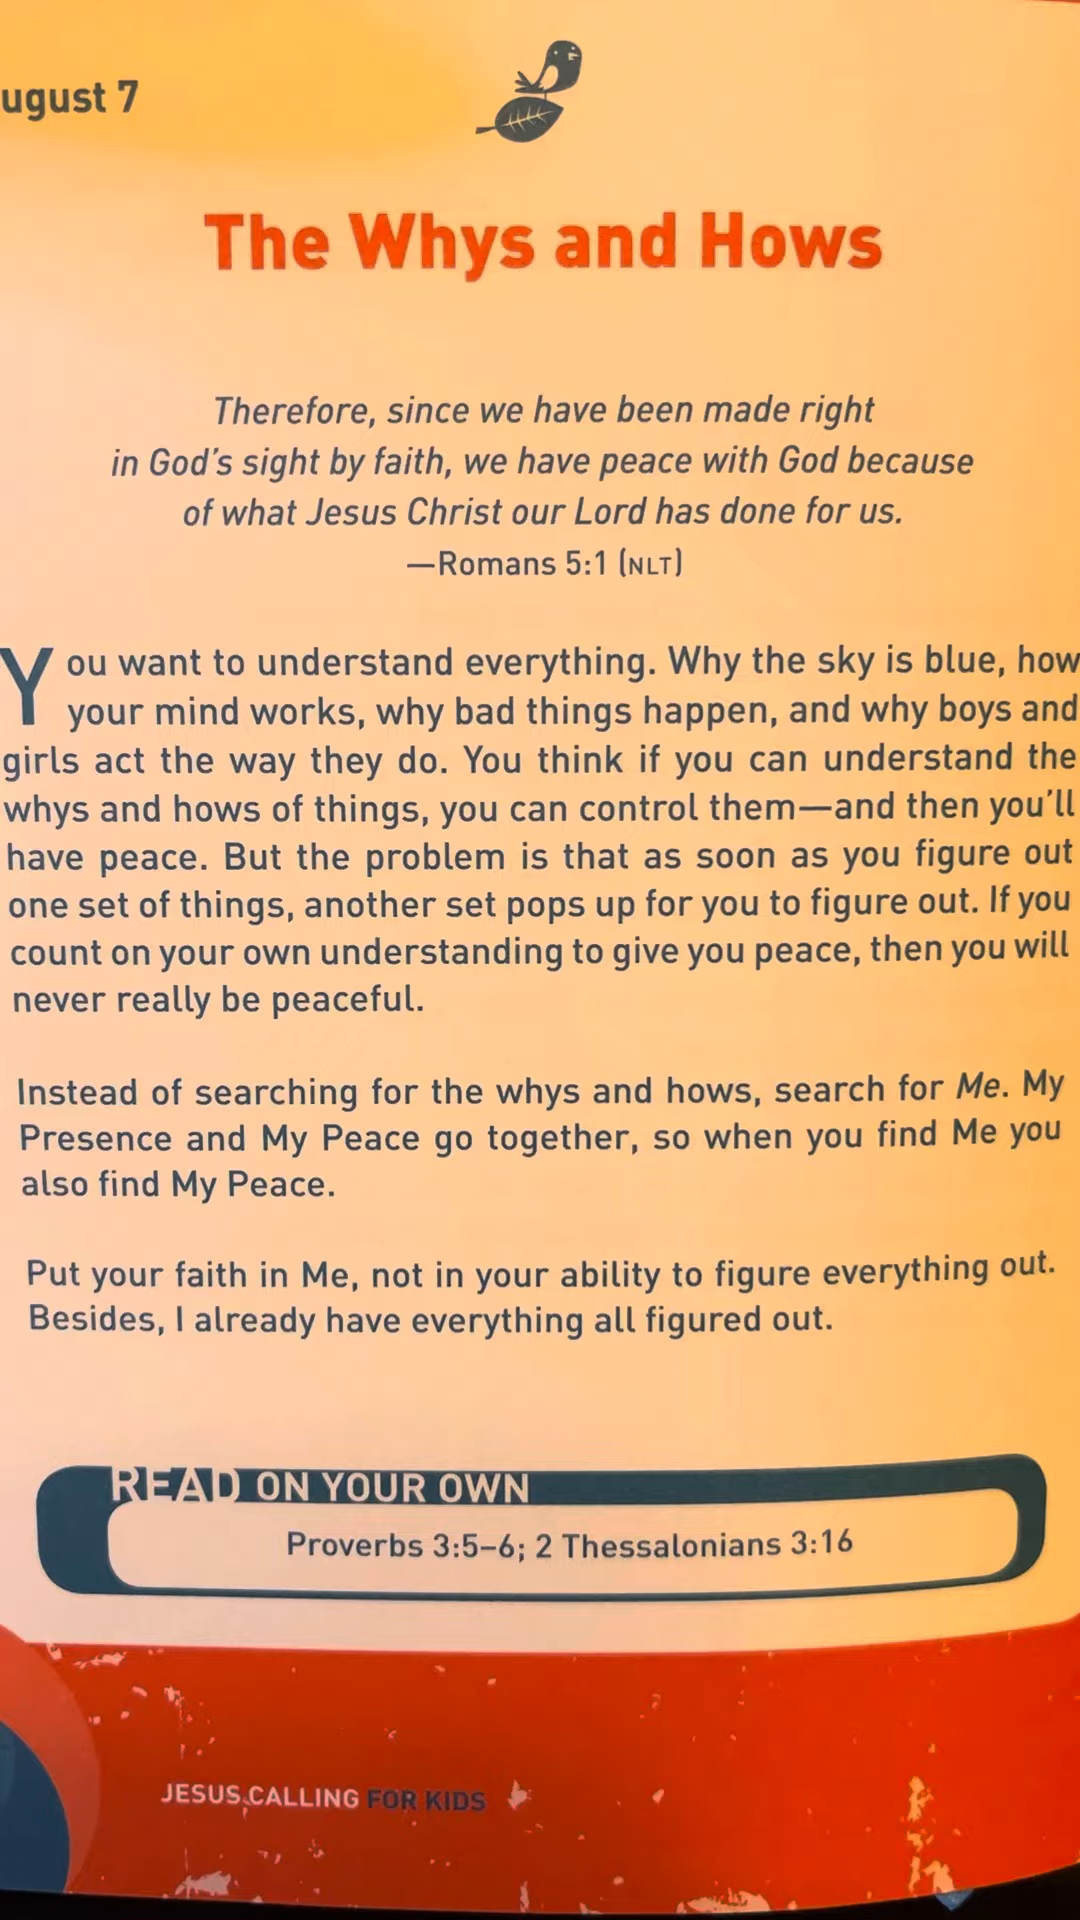 ugust 7
The Whys and Hows
Therefore, since we have been made right
in God's sight by faith, we have peace with God because
of what Jesus Christ our Lord has done for us.
—Romans 5:1 (NLT)
You want to understand everything. Why the sky is blue, how
your mind works, why bad things happen, and why boys and
girls act the way they do. You think if you can understand the
whys and hows of things, you can control them—and then you'll
have peace. But the problem is that as soon as you figure out
one set of things, another set pops up for you to figure out. If you
count on your own understanding to give you peace, then you will
never really be peaceful.
Instead of searching for the whys and hows, search for Me. My
Presence and My Peace go together, so when you find Me you
also find My Peace.
Put your faith in Me, not in your ability to figure everything out.
Besides, I already have everything all figured out.
READ ON YOUR OWN
Proverbs 3:5–6; 2 Thessalonians 3:16
JESUS CALLING FOR KIDS